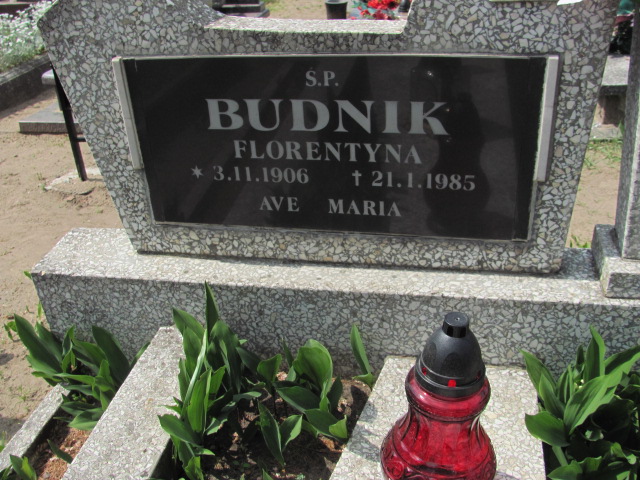 S.P.
BUDNIK
FLORENTYNA
* 3.11.1906 † 21.1.1985
AVE MARIA